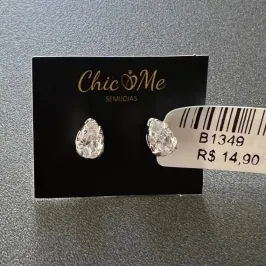 Chic Me
SEMIJOIAS
B1349
R$ 14,90